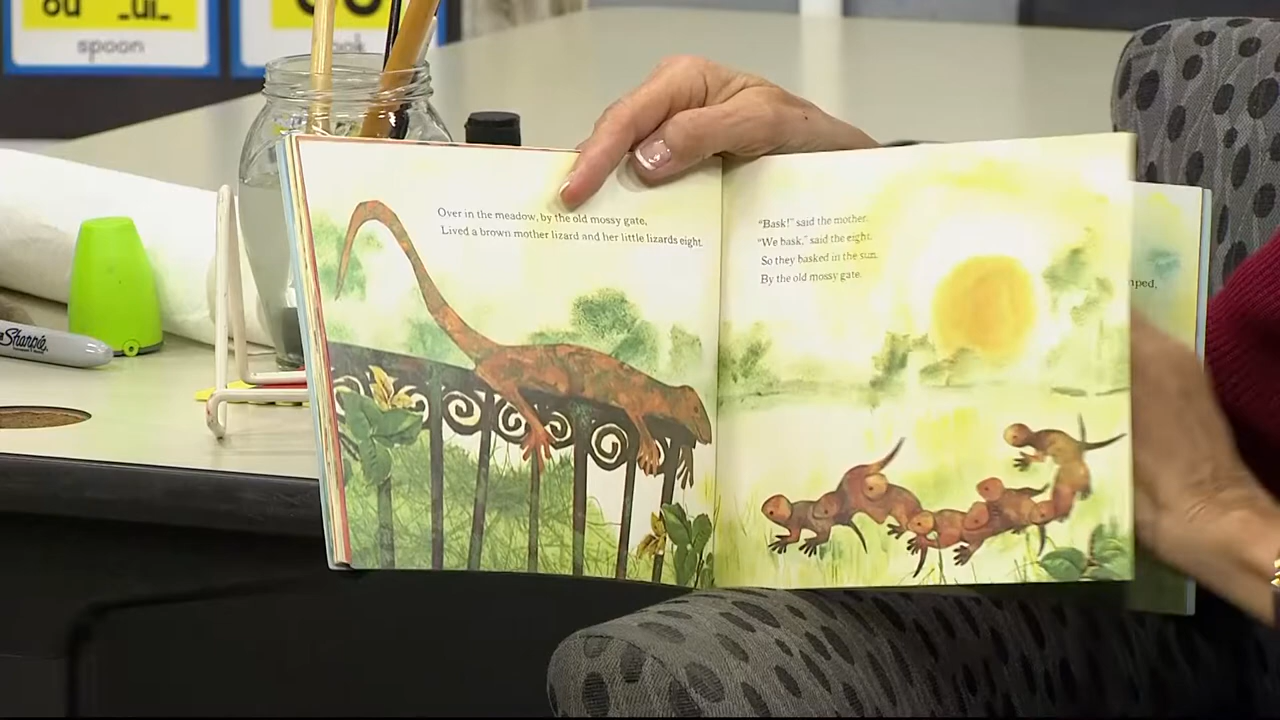 ou _ui_
spoon
Sharpie
Over in the meadow, by the old mossy gate,
Lived a brown mother lizard and her little lizards eight.
"Bask!" said the mother.
"We bask," said the eight.
So they basked in the sun
By the old mossy gate.